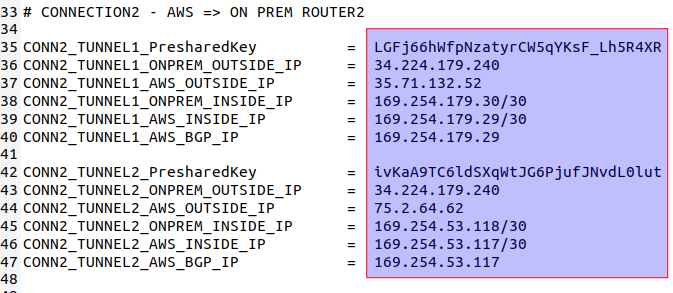 33 # CONNECTION2 - AWS => ON PREM ROUTER2
34
35 CONN2_TUNNEL1_PresharedKey = LGFj66hWfpNzatyrCW5qYKsF_Lh5R4XR
36 CONN2_TUNNEL1_ONPREM_OUTSIDE_IP = 34.224.179.240
37 CONN2_TUNNEL1_AWS_OUTSIDE_IP = 35.71.132.52
38 CONN2_TUNNEL1_ONPREM_INSIDE_IP = 169.254.179.30/30
39 CONN2_TUNNEL1_AWS_INSIDE_IP = 169.254.179.29/30
40 CONN2_TUNNEL1_AWS_BGP_IP = 169.254.179.29
41
42 CONN2_TUNNEL2_PresharedKey = ivKaA9TC6ldSXqWtJG6PjufJNvdL0lut
43 CONN2_TUNNEL2_ONPREM_OUTSIDE_IP = 34.224.179.240
44 CONN2_TUNNEL2_AWS_OUTSIDE_IP = 75.2.64.62
45 CONN2_TUNNEL2_ONPREM_INSIDE_IP = 169.254.53.118/30
46 CONN2_TUNNEL2_AWS_INSIDE_IP = 169.254.53.117/30
47 CONN2_TUNNEL2_AWS_BGP_IP = 169.254.53.117
48